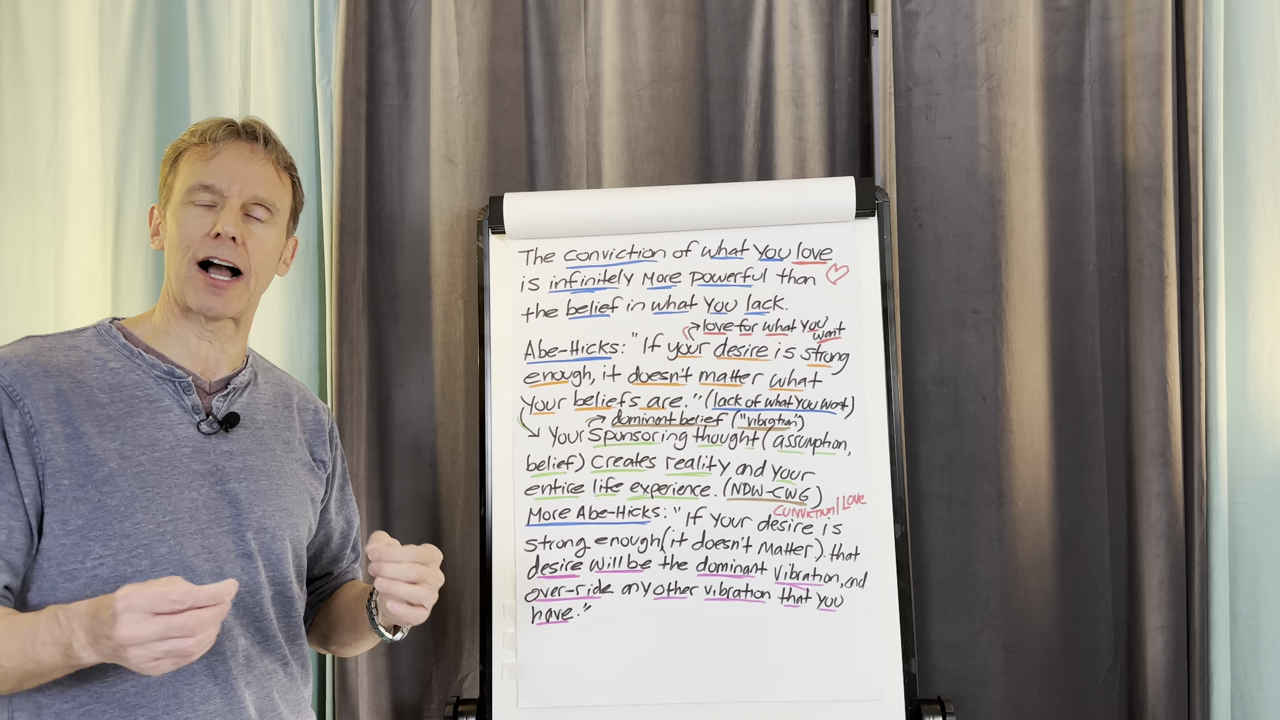 The conviction of what you love
is infinitely more powerful than
the belief in what you lack.
love for what you want
Abe-Hicks: "If your desire is strong
enough, it doesn't matter what
your beliefs are." (lack of what you want)
dominant belief ("vibration")
Your sponsoring thought (assumption,
belief) creates reality and your
entire life experience. (NDW-CWG)
conviction/Love
More Abe-Hicks: "If your desire is
strong enough (it doesn't matter) that
desire will be the dominant vibration, and
over-ride any other vibration that you
have."